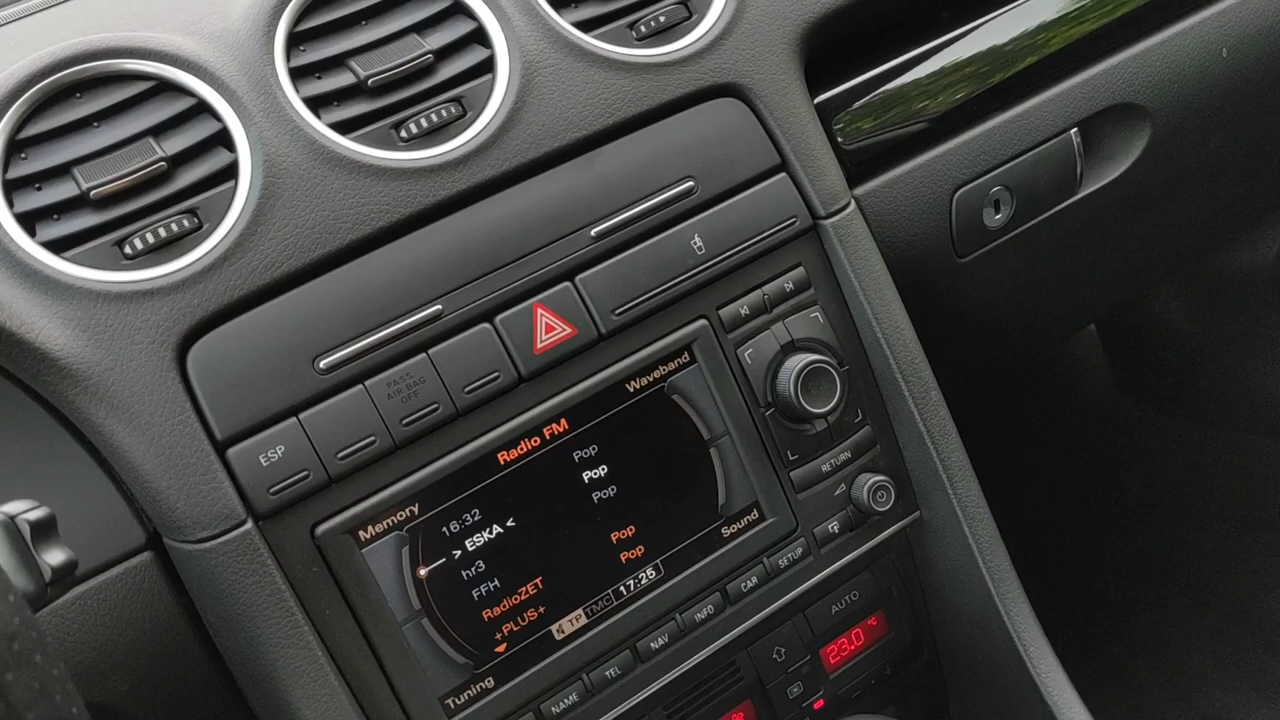 PASS.
AIR BAG
OFF
ESP
Waveband
Radio FM
Memory
16:32 Pop
> ESKA < Pop
hr3 Pop
FFH
RadioZET Pop
+PLUS+ Pop
TP TMC 17:25
Sound
Tuning
RETURN
NAME
TEL
NAV
INFO
CAR
SETUP
AUTO
23.0 °C